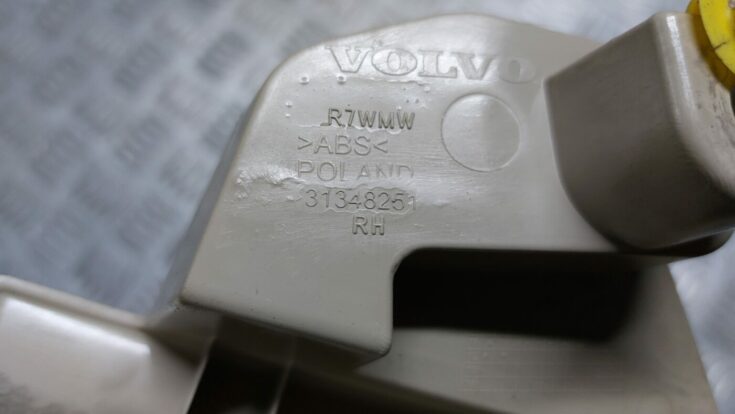 VOLVO
R7WMW
>ABS<
POLAND
31348251
RH